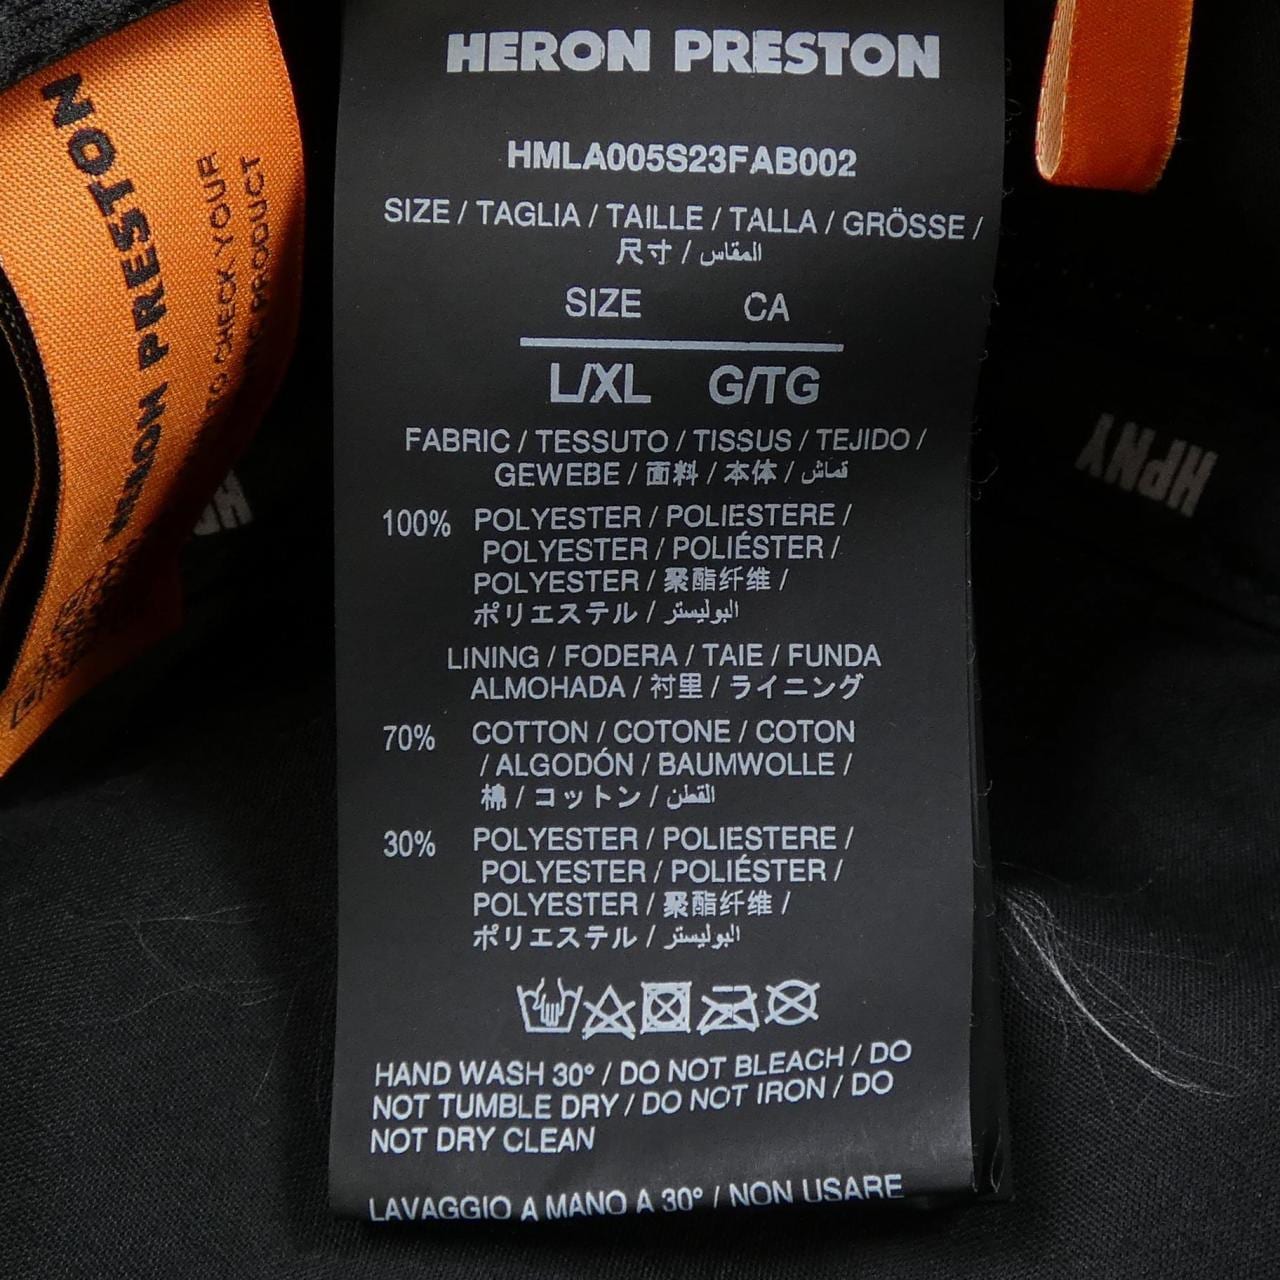 HERON PRESTON
HMLA005S23FAB002
SIZE / TAGLIA / TAILLE / TALLA / GRÖSSE /
尺寸 / المقاس
SIZE CA
L/XL G/TG
FABRIC / TESSUTO / TISSUS / TEJIDO /
GEWEBE / 面料 / 本体 / قماش
100% POLYESTER / POLIESTERE /
POLYESTER / POLIÉSTER /
POLYESTER / 聚酯纤维 /
ポリエステル / البوليستر
LINING / FODERA / TAIE / FUNDA
ALMOHADA / 衬里 / ライニング
70% COTTON / COTONE / COTON
/ ALGODÓN / BAUMWOLLE /
棉 / コットン / القطن
30% POLYESTER / POLIESTERE /
POLYESTER / POLIÉSTER /
POLYESTER / 聚酯纤维 /
ポリエステル / البوليستر
HAND WASH 30° / DO NOT BLEACH / DO
NOT TUMBLE DRY / DO NOT IRON / DO
NOT DRY CLEAN
LAVAGGIO A MANO A 30° / NON USARE
HERON PRESTON
TO CHECK YOUR
PRODUCT
HPNY